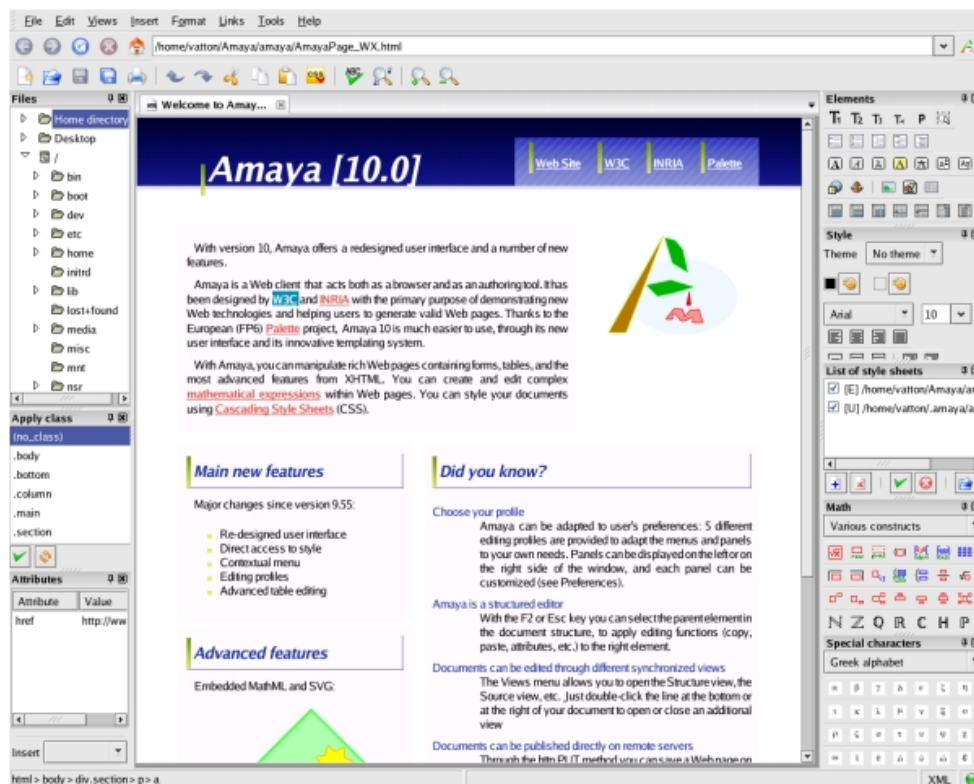 File Edit Views Insert Format Links Tools Help
/home/vatton/Amaya/amaya/AmayaPage_WX.html
Files
Home directory
Desktop
/
bin
boot
dev
etc
home
initrd
lib
lost+found
media
misc
mnt
nsr
Apply class
(no_class)
.body
.bottom
.column
.main
.section
Attributes
Attribute Value
href http://ww
Insert
Welcome to Amay...
Amaya [10.0]
Web Site W3C INRIA Palette
With version 10, Amaya offers a redesigned user interface and a number of new
features.
Amaya is a Web client that acts both as a browser and as an authoring tool. It has
been designed by W3C and INRIA with the primary purpose of demonstrating new
Web technologies and helping users to generate valid Web pages. Thanks to the
European (FP6) Palette project, Amaya 10 is much easier to use, through its new
user interface and its innovative templating system.
With Amaya, you can manipulate rich Web pages containing forms, tables, and the
most advanced features from XHTML. You can create and edit complex
mathematical expressions within Web pages. You can style your documents
using Cascading Style Sheets (CSS).
Main new features
Major changes since version 9.55:
Re-designed user interface
Direct access to style
Contextual menu
Editing profiles
Advanced table editing
Advanced features
Embedded MathML and SVG:
Did you know?
Choose your profile
Amaya can be adapted to user's preferences: 5 different
editing profiles are provided to adapt the menus and panels
to your own needs. Panels can be displayed on the left or on
the right side of the window, and each panel can be
customized (see Preferences).
Amaya is a structured editor
With the F2 or Esc key you can select the parent element in
the document structure, to apply editing functions (copy,
paste, attributes, etc.) to the right element.
Documents can be edited through different synchronized views
The Views menu allows you to open the Structure view, the
Source view, etc. Just double-click the line at the bottom or
at the right of your document to open or close an additional
view
Documents can be published directly on remote servers
Through the http PUT method you can save a Web page on
Elements
T1 T2 T3 T4 P
Style
Theme No theme
Arial 10
List of style sheets
[E] /home/vatton/Amaya/ar
[U] /home/vatton/.amaya/a
Math
Various constructs
N Z Q R C H P
Special characters
Greek alphabet
html > body > div.section > p > a
XML